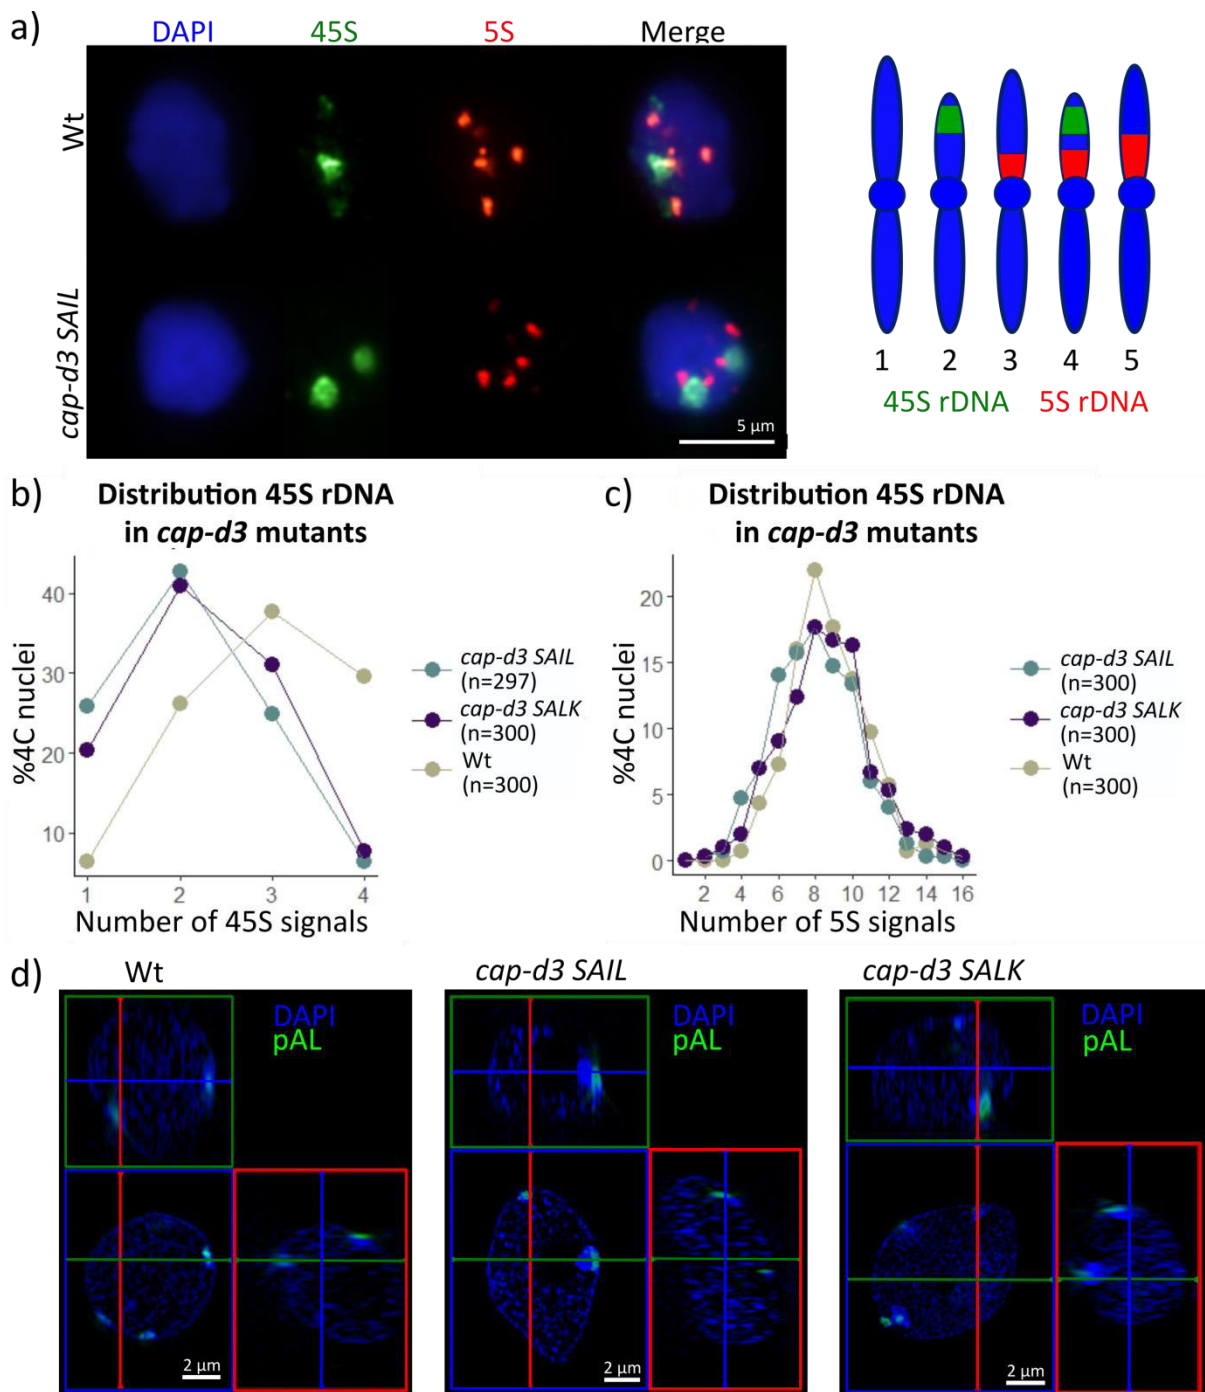 a)
DAPI 45S 5S Merge
Wt
cap-d3 SAIL
5 µm
1 2 3 4 5
45S rDNA 5S rDNA
b)
Distribution 45S rDNA
in cap-d3 mutants
%4C nuclei
40
30
20
10
1 2 3 4
Number of 45S signals
cap-d3 SAIL
(n=297)
cap-d3 SALK
(n=300)
Wt
(n=300)
c)
Distribution 45S rDNA
in cap-d3 mutants
%4C nuclei
20
15
10
5
0
2 4 6 8 10 12 14 16
Number of 5S signals
cap-d3 SAIL
(n=300)
cap-d3 SALK
(n=300)
Wt
(n=300)
d)
Wt
DAPI
pAL
2 µm
cap-d3 SAIL
DAPI
pAL
2 µm
cap-d3 SALK
DAPI
pAL
2 µm